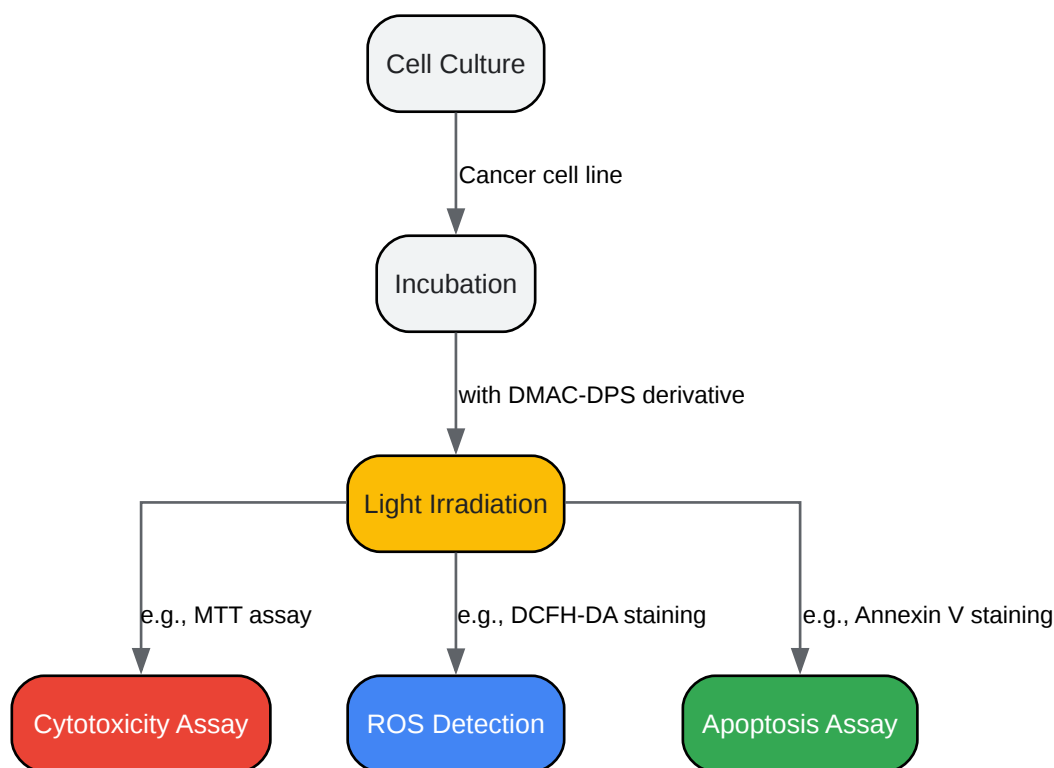 Cell Culture
Cancer cell line
Incubation
with DMAC-DPS derivative
Light Irradiation
e.g., MTT assay
e.g., DCFH-DA staining
e.g., Annexin V staining
Cytotoxicity Assay
ROS Detection
Apoptosis Assay